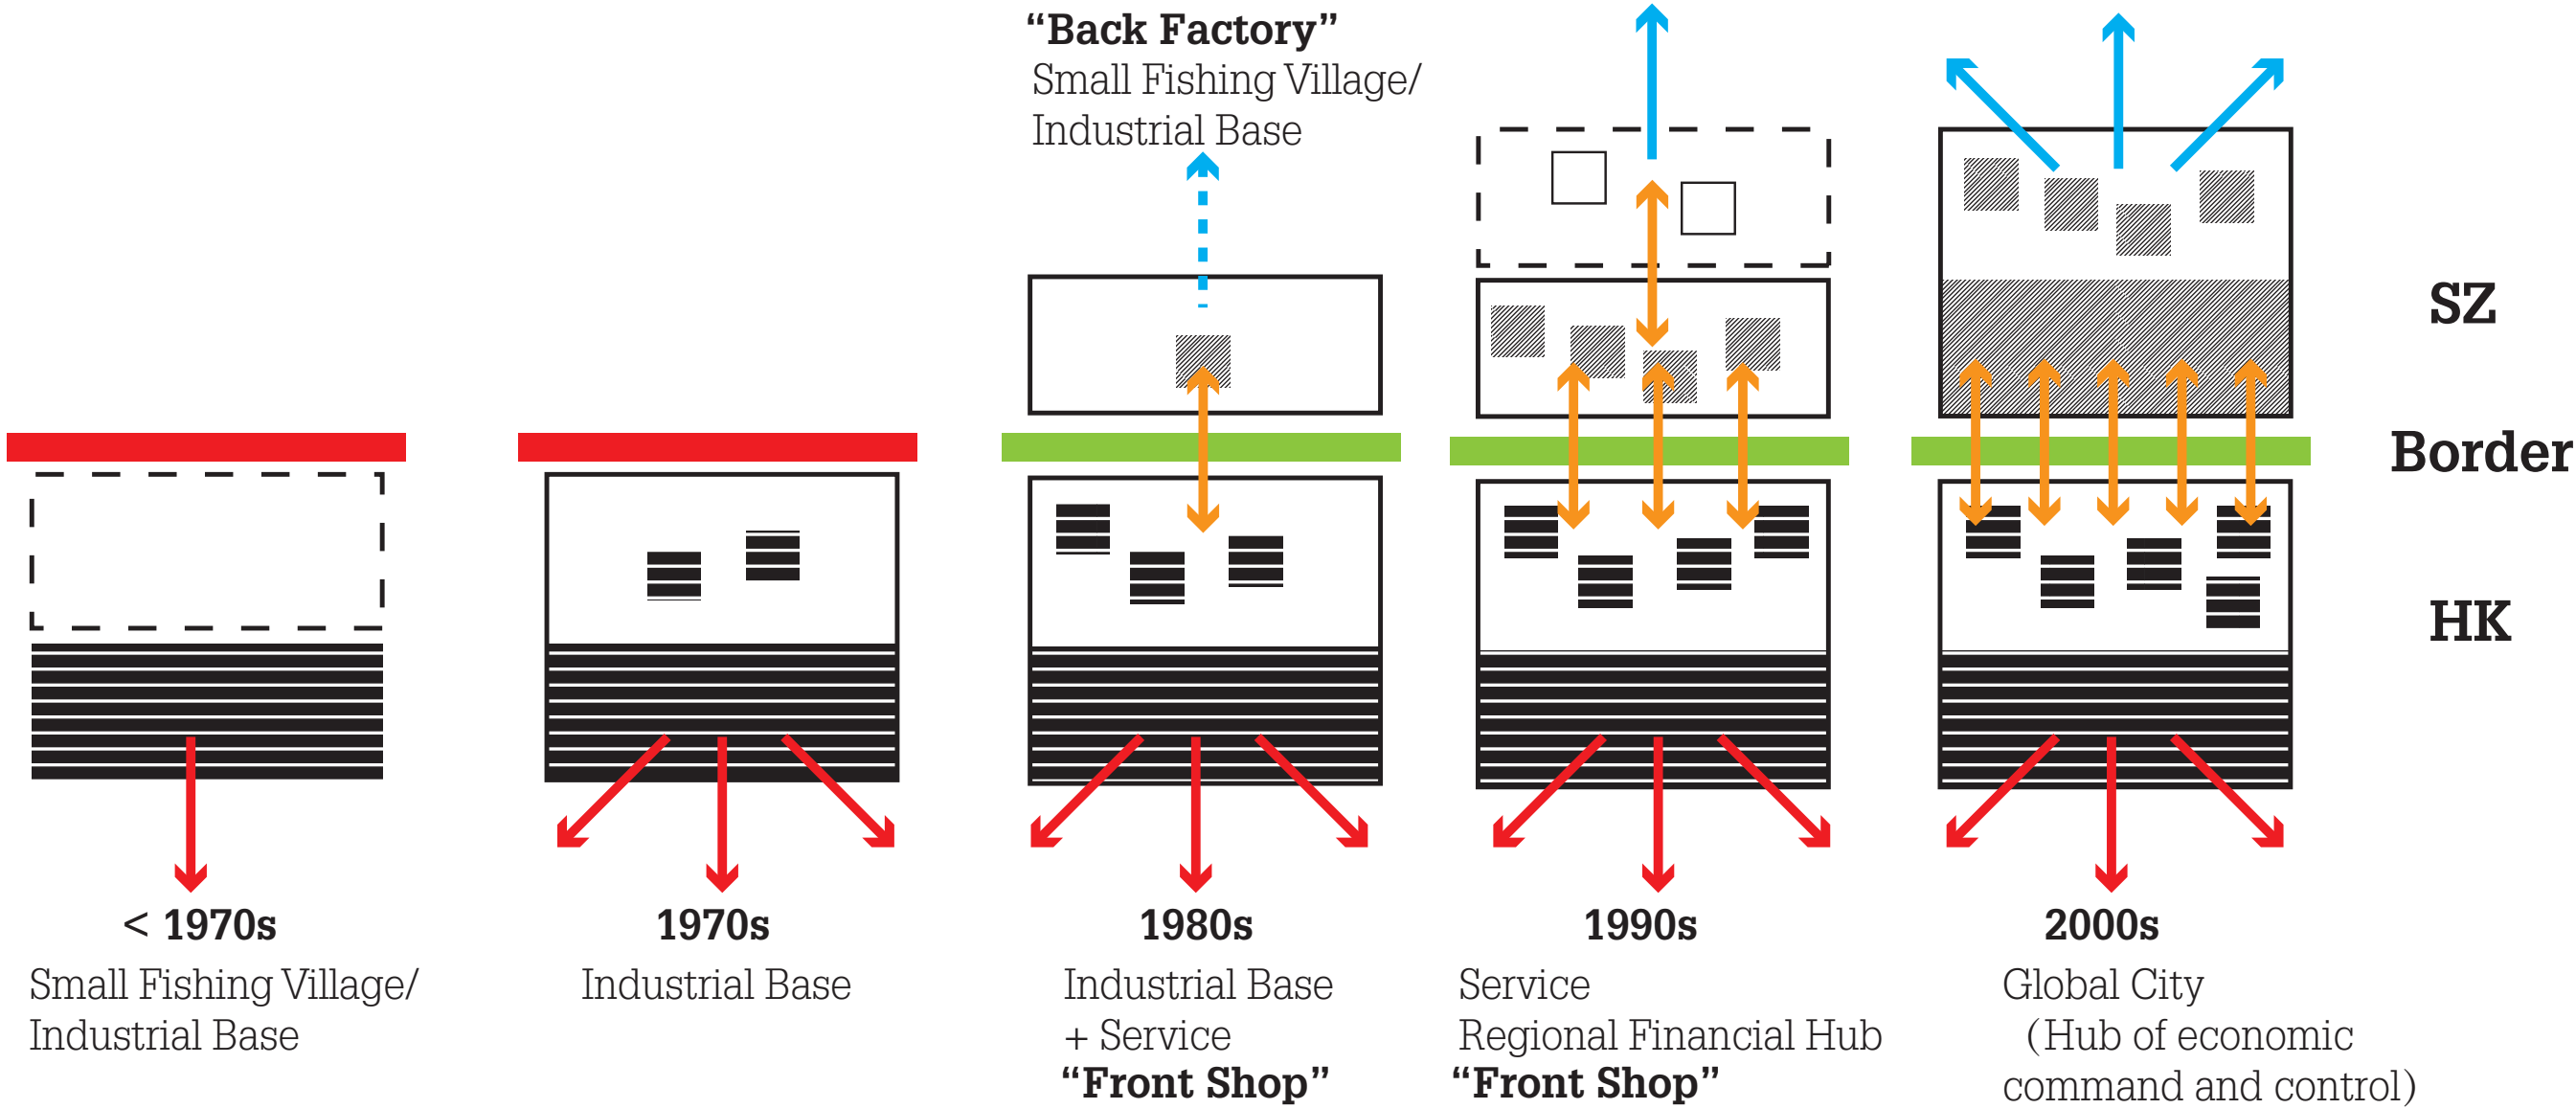 “Back Factory”
Small Fishing Village/
Industrial Base
SZ
Border
HK
< 1970s
Small Fishing Village/
Industrial Base
1970s
Industrial Base
1980s
Industrial Base
+ Service
“Front Shop”
1990s
Service
Regional Financial Hub
“Front Shop”
2000s
Global City
(Hub of economic
command and control)